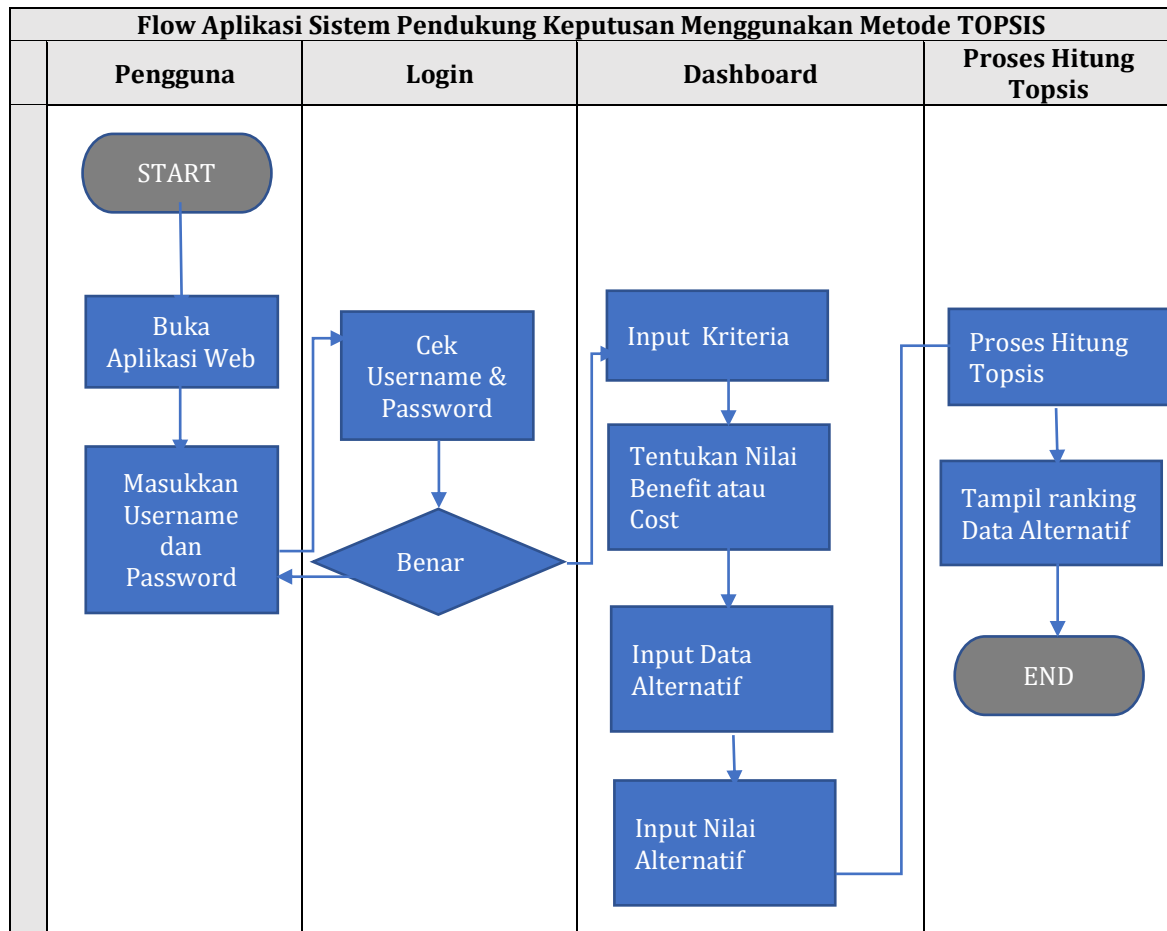 Flow Aplikasi Sistem Pendukung Keputusan Menggunakan Metode TOPSIS
Pengguna
Login
Dashboard
Proses Hitung
Topsis
START
Buka
Aplikasi Web
Masukkan
Username
dan
Password
Cek
Username &
Password
Benar
Input Kriteria
Tentukan Nilai
Benefit atau
Cost
Input Data
Alternatif
Input Nilai
Alternatif
Proses Hitung
Topsis
Tampil ranking
Data Alternatif
END